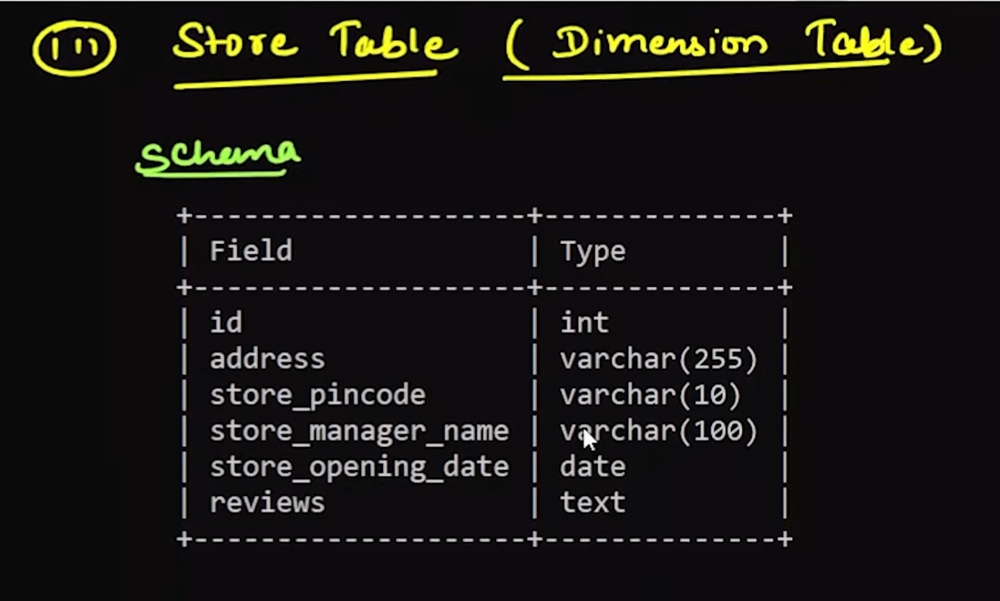 (iii) Store Table (Dimension Table)
Schema
+--------------------+--------------+
| Field              | Type         |
+--------------------+--------------+
| id                 | int          |
| address            | varchar(255) |
| store_pincode      | varchar(10)  |
| store_manager_name | varchar(100) |
| store_opening_date | date         |
| reviews            | text         |
+--------------------+--------------+